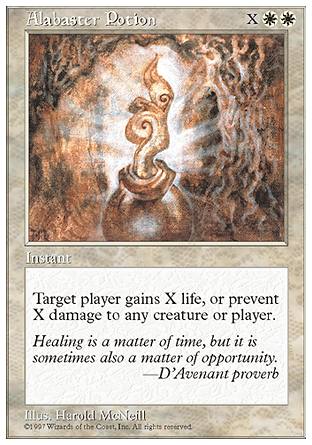 Alabaster Potion X
Instant
Target player gains X life, or prevent
X damage to any creature or player.
Healing is a matter of time, but it is
sometimes also a matter of opportunity.
—D'Avenant proverb
Illus. Harold McNeill
©1997 Wizards of the Coast, Inc. All rights reserved.